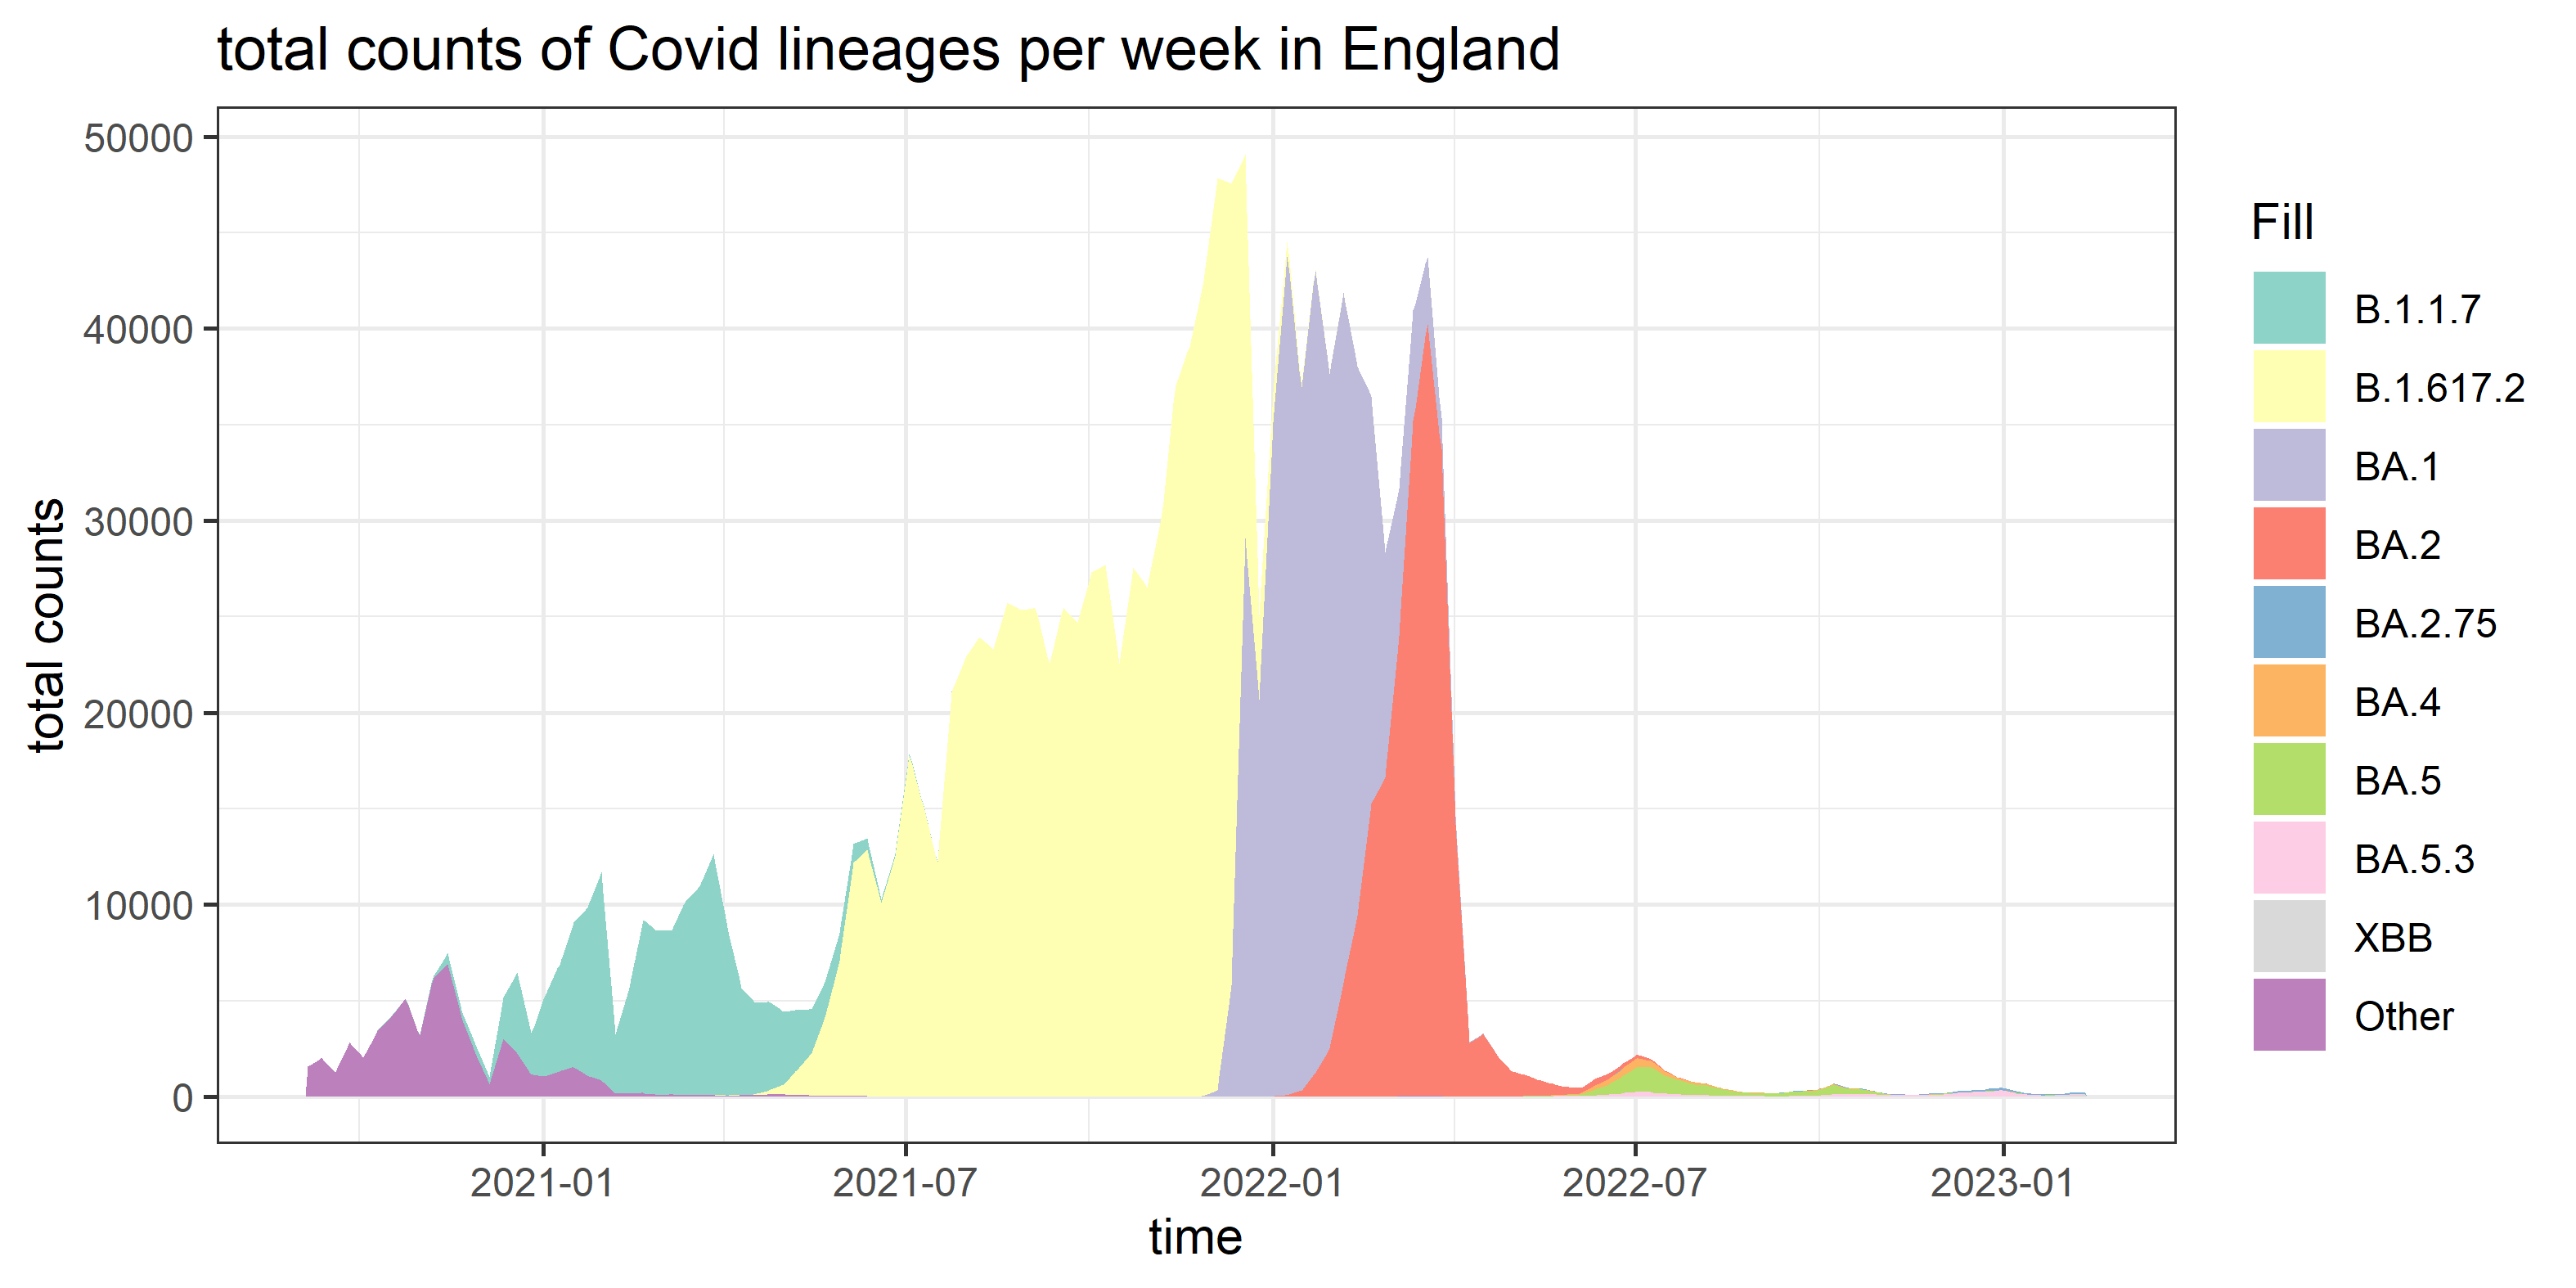 total counts of Covid lineages per week in England
50000
40000
30000
20000
10000
0
total counts
2021-01
2021-07
2022-01
2022-07
2023-01
time
Fill
B.1.1.7
B.1.617.2
BA.1
BA.2
BA.2.75
BA.4
BA.5
BA.5.3
XBB
Other